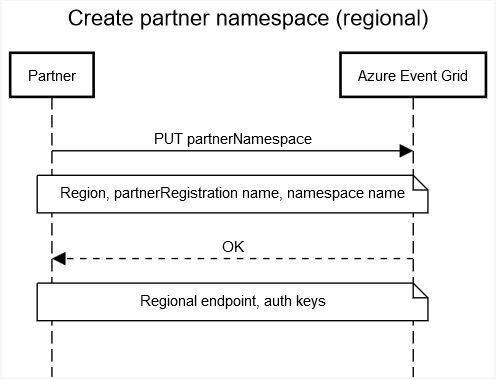 Create partner namespace (regional)
Partner
Azure Event Grid
PUT partnerNamespace
Region, partnerRegistration name, namespace name
OK
Regional endpoint, auth keys